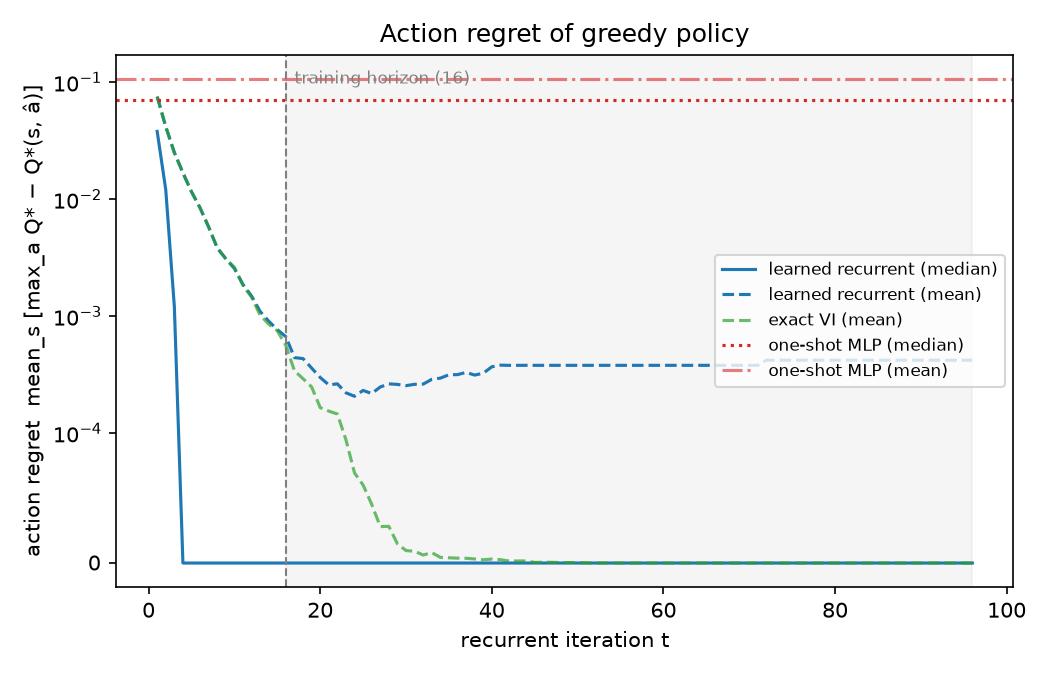 Action regret of greedy policy
action regret  mean_s [max_a Q* − Q*(s, â)]
10⁻¹
10⁻²
10⁻³
10⁻⁴
0
training horizon (16)
learned recurrent (median)
learned recurrent (mean)
exact VI (mean)
one-shot MLP (median)
one-shot MLP (mean)
0 20 40 60 80 100
recurrent iteration t